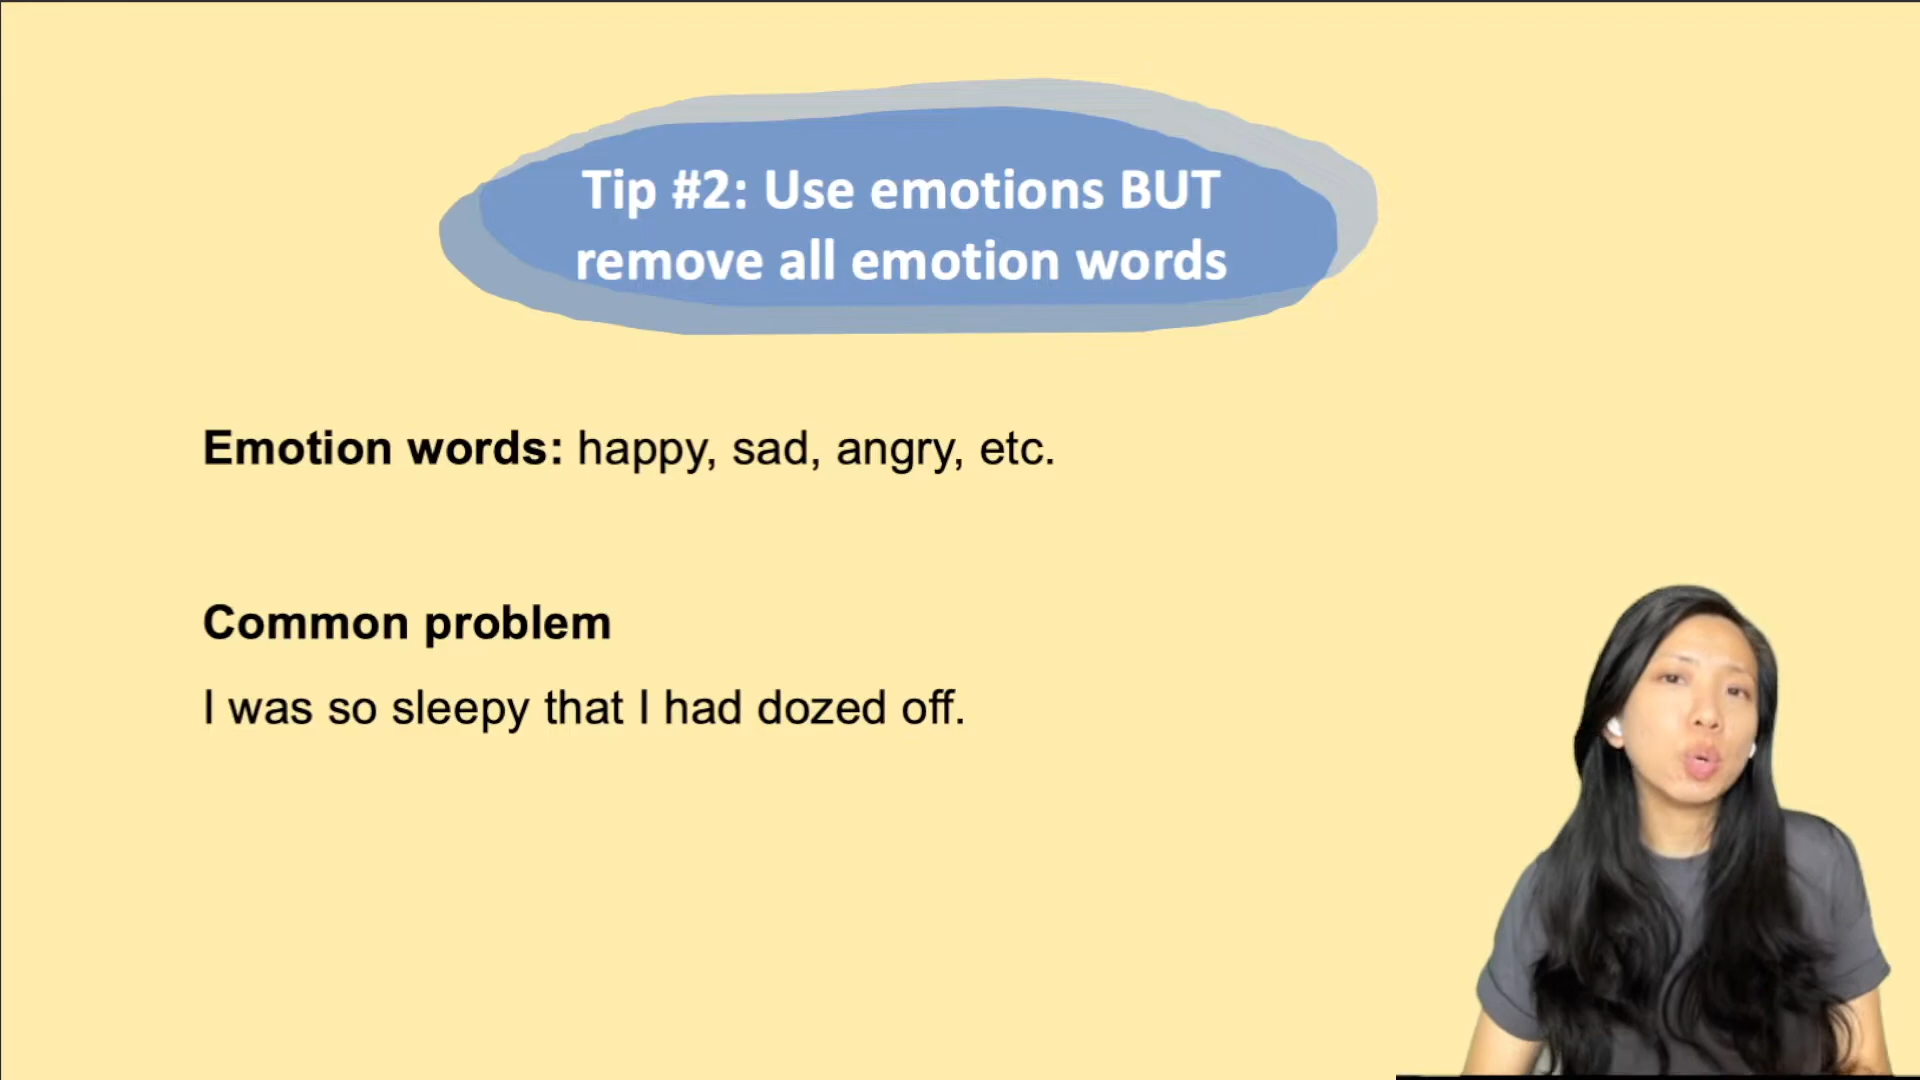 Tip #2: Use emotions BUT
remove all emotion words
Emotion words: happy, sad, angry, etc.
Common problem
I was so sleepy that I had dozed off.